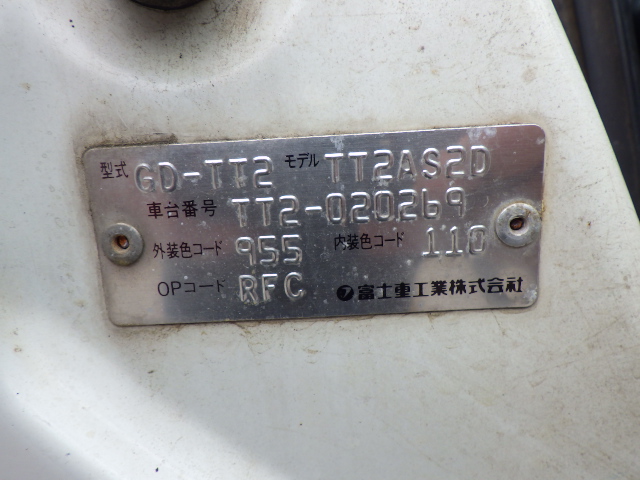 型式 GD-TT2 モデル TT2AS2D
車台番号 TT2-020269
外装色コード 955 内装色コード 110
OPコード RFC 富士重工業株式会社